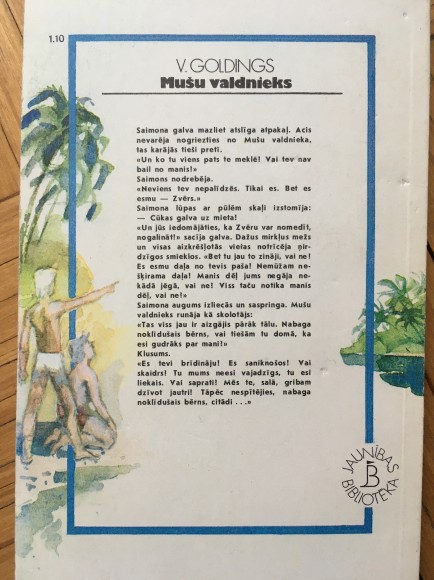 1.10
V. GOLDINGS
Mušu valdnieks
Saimona galva mazliet atslīga atpakaļ. Acis
nevarēja nogriezties no Mušu valdnieka,
tas karājās tieši pretī.
«Un ko tu viens pats te meklē! Vai tev nav
bail no manis!»
Saimons nodrebēja.
«Neviens tev nepalīdzēs. Tikai es. Bet es
esmu — Zvērs.»
Saimona lūpas ar pūlēm skaļi izstomīja:
— Cūkas galva uz mieta!
«Un jūs iedomājāties, ka Zvēru var nomedīt,
nogalināt!» sacīja galva. Dažus mirkļus mežs
un visas aizkrēšļotās vietas notrīcēja ņir-
dzīgos smieklos. «Bet tu jau to zināji, vai ne!
Es esmu daļa no tevis paša! Nemūžam ne-
šķirama daļa! Manis dēļ jums negāja ne-
kādā jēgā, vai ne! Viss taču notika manis
dēļ, vai ne!»
Saimona augums izliecās un saspringa. Mušu
valdnieks runāja kā skolotājs:
«Tas viss jau ir aizgājis pārāk tālu. Nabaga
noklīdušais bērns, vai tiešām tu domā, ka
esi gudrāks par mani!»
Klusums.
«Es tevi brīdināju! Es saniknošos! Vai
skaidrs! Tu mums neesi vajadzīgs, tu esi
liekais. Vai saprati! Mēs te, salā, gribam
dzīvot jautri! Tāpēc nespītējies, nabaga
noklīdušais bērns, citādi . . .»
JAUNĪBAS
BIBLIOTĒKA
JB